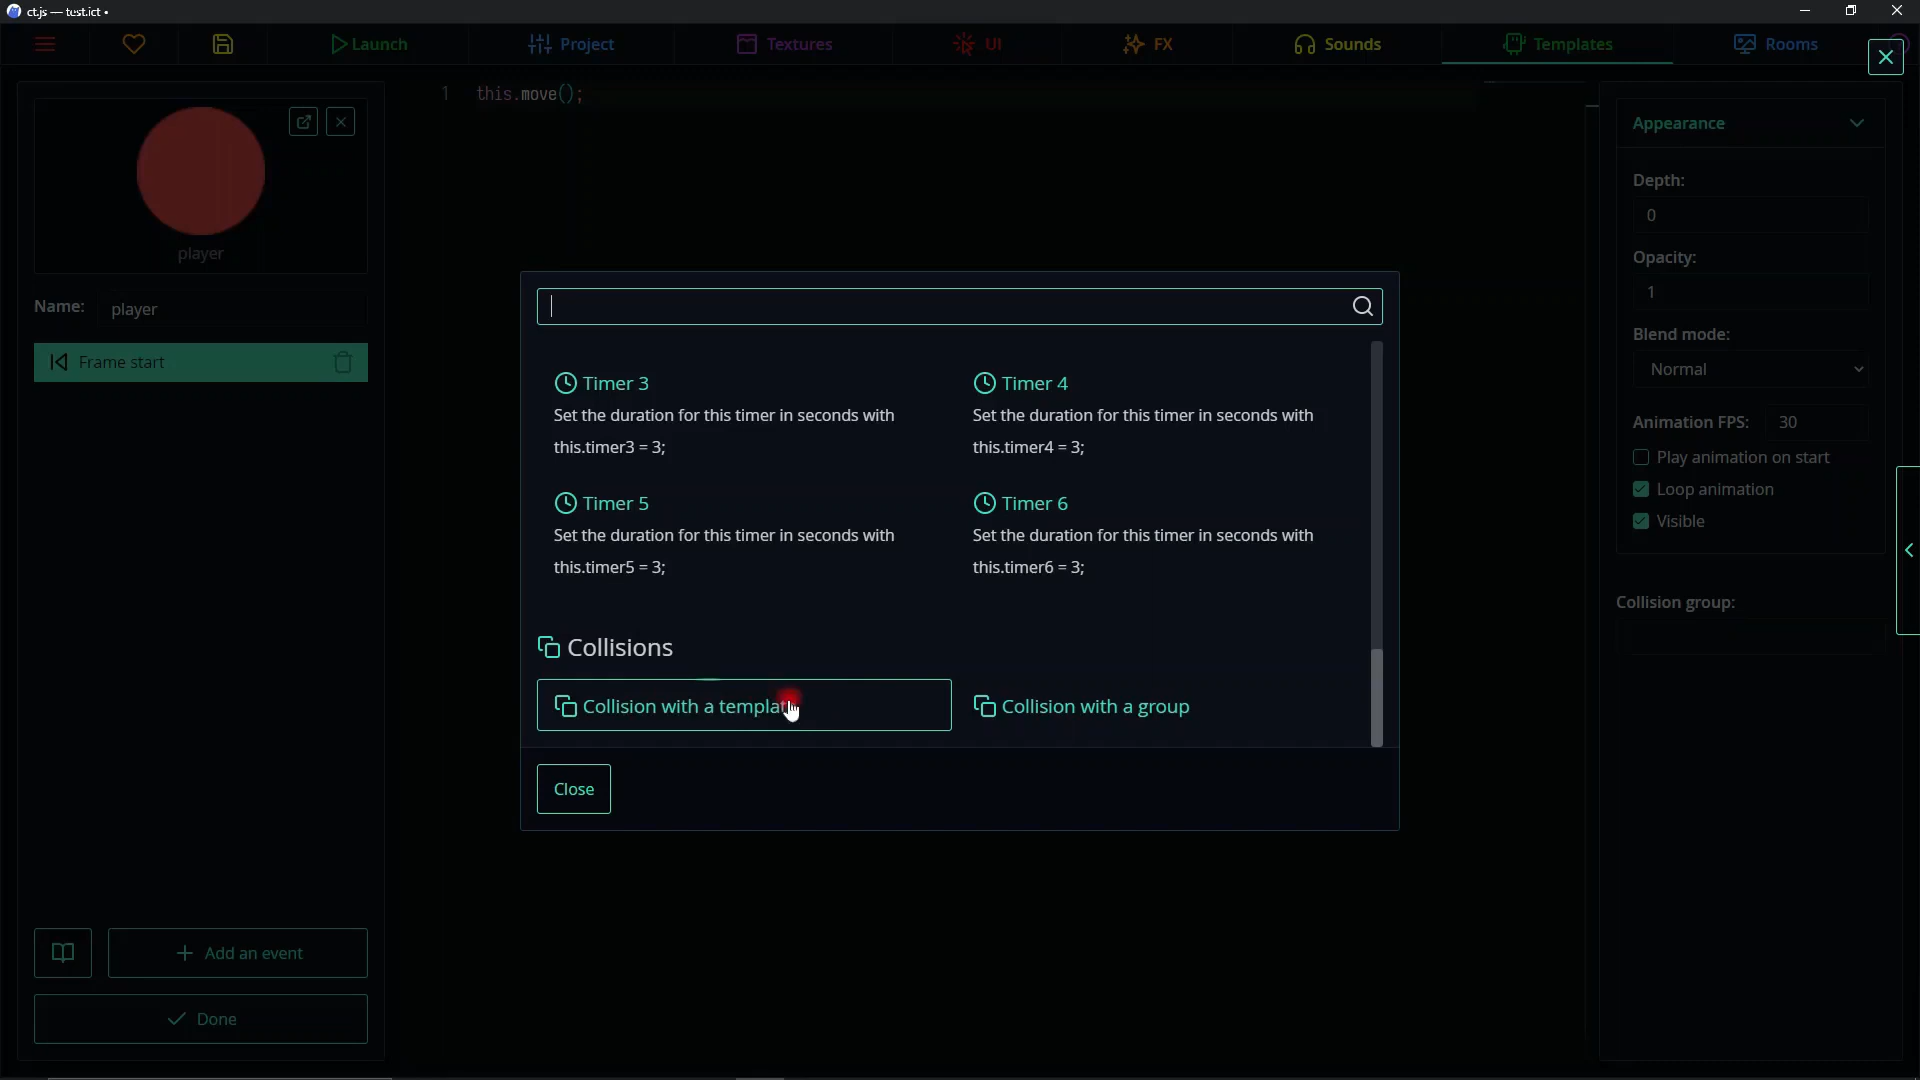 ct.js — test.ict •
Launch
Project
Textures
UI
FX
Sounds
Templates
Rooms
player
Name: player
Frame start
Add an event
Done
1 this.move();
Timer 3
Set the duration for this timer in seconds with
this.timer3 = 3;
Timer 4
Set the duration for this timer in seconds with
this.timer4 = 3;
Timer 5
Set the duration for this timer in seconds with
this.timer5 = 3;
Timer 6
Set the duration for this timer in seconds with
this.timer6 = 3;
Collisions
Collision with a template
Collision with a group
Close
Appearance
Depth:
0
Opacity:
1
Blend mode:
Normal
Animation FPS: 30
Play animation on start
Loop animation
Visible
Collision group: